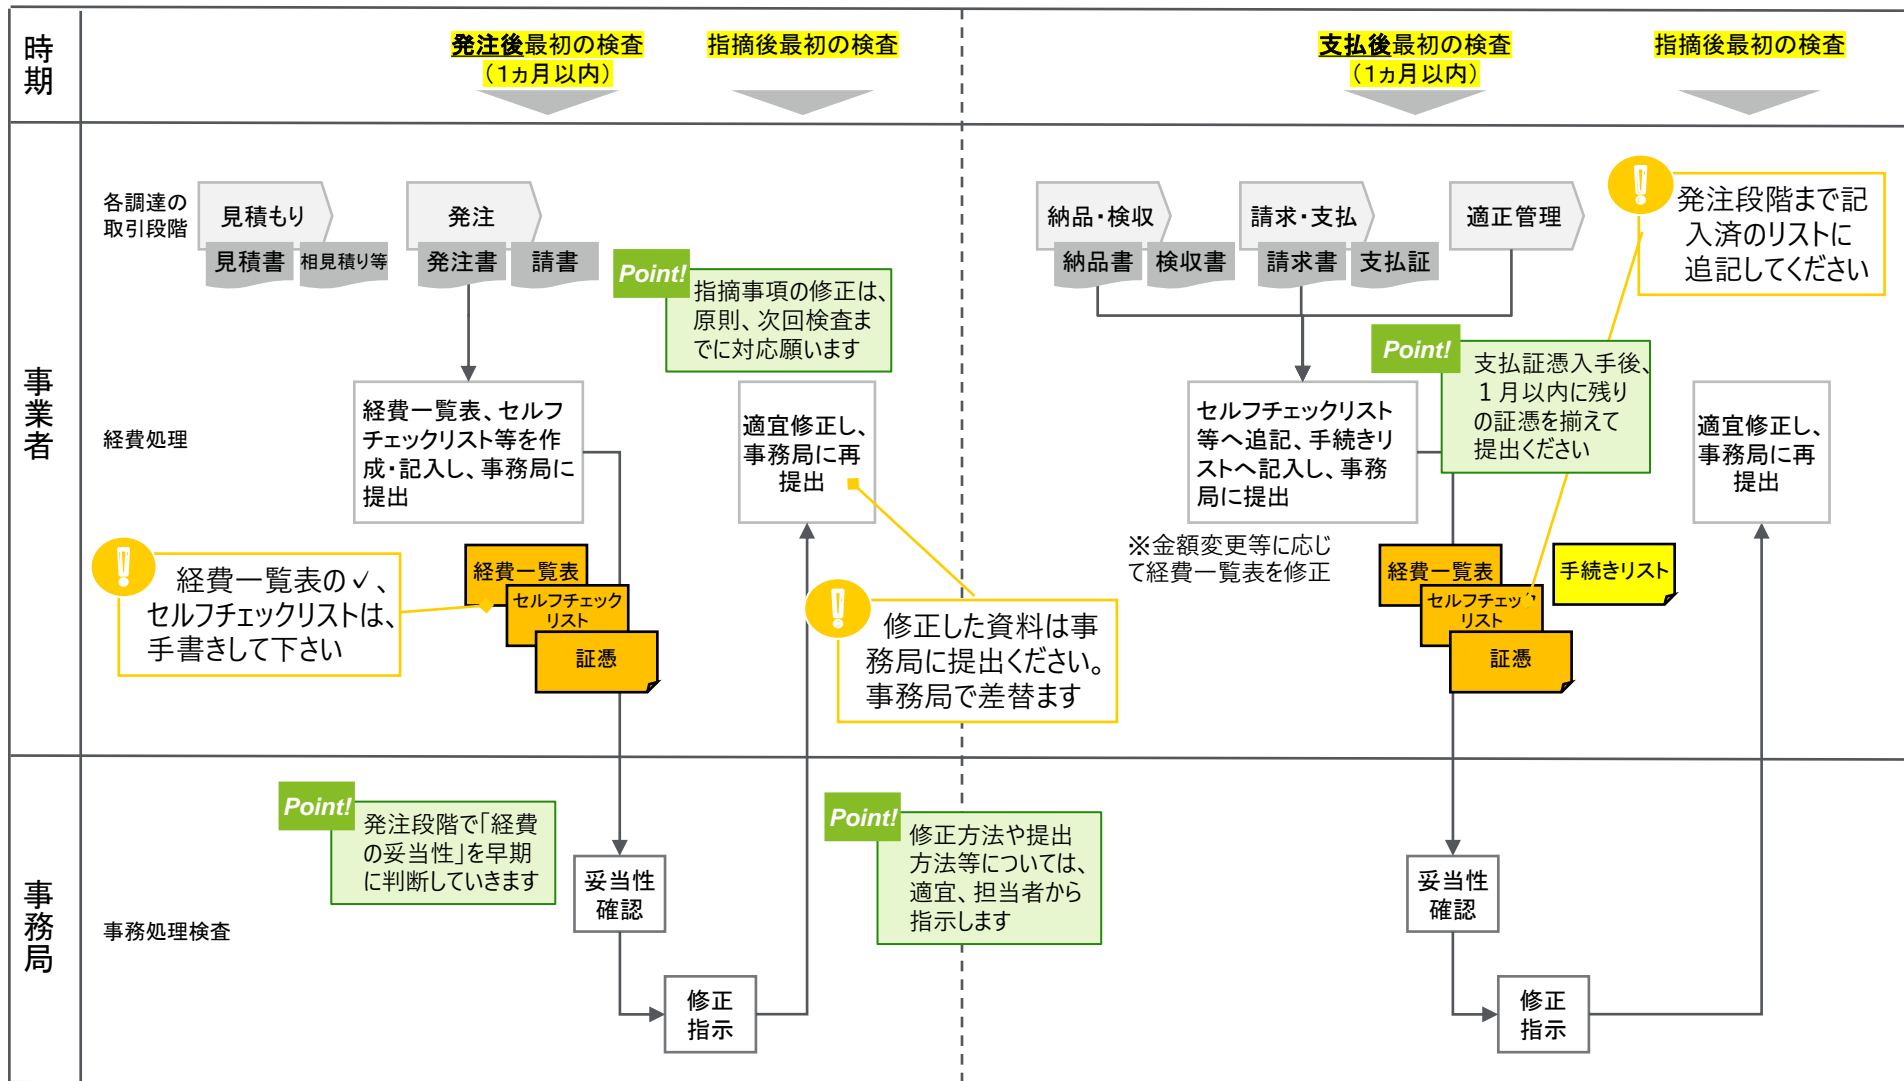 時期
発注後最初の検査
（１ヵ月以内）
指摘後最初の検査
支払後最初の検査
（１ヵ月以内）
指摘後最初の検査
事業者
各調達の
取引段階
見積もり
見積書
相見積り等
発注
発注書
請書
Point!
指摘事項の修正は、
原則、次回検査ま
でに対応願います
納品・検収
納品書
検収書
請求・支払
請求書
支払証
適正管理
発注段階まで記
入済のリストに
追記してください
経費処理
経費一覧表、セルフ
チェックリスト等を作
成・記入し、事務局に
提出
適宜修正し、
事務局に再
提出
セルフチェックリスト
等へ追記、手続きリ
ストへ記入し、事務
局に提出
Point!
支払証憑入手後、
１月以内に残り
の証憑を揃えて
提出ください
適宜修正し、
事務局に再
提出
※金額変更等に応じ
て経費一覧表を修正
経費一覧表の✓、
セルフチェックリストは、
手書きして下さい
経費一覧表
セルフチェック
リスト
証憑
修正した資料は事
務局に提出ください。
事務局で差替ます
経費一覧表
セルフチェック
リスト
証憑
手続きリスト
事務局
事務処理検査
Point!
発注段階で「経費
の妥当性」を早期
に判断していきます
妥当性
確認
修正
指示
Point!
修正方法や提出
方法等については、
適宜、担当者から
指示します
妥当性
確認
修正
指示